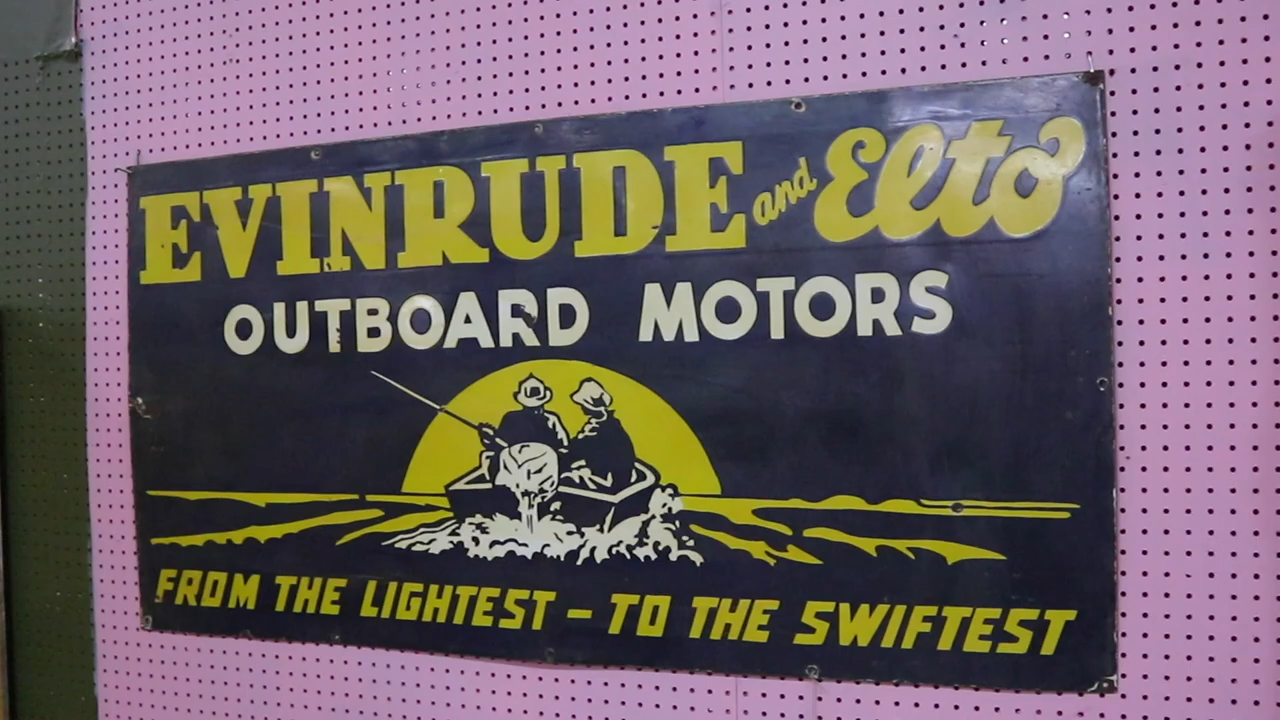 EVINRUDE and Elto
OUTBOARD MOTORS
FROM THE LIGHTEST - TO THE SWIFTEST